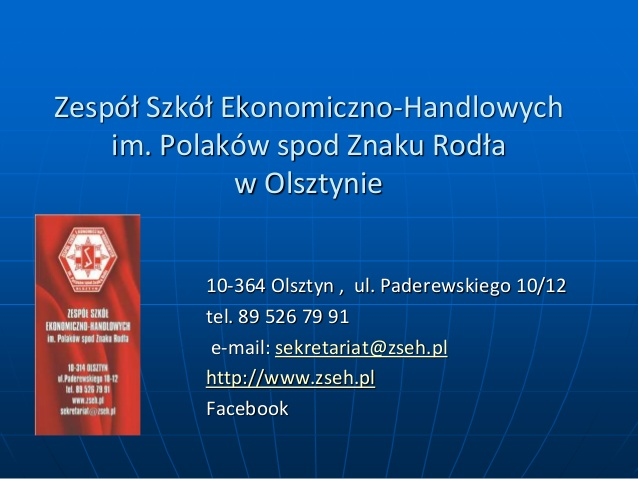 Zespół Szkół Ekonomiczno-Handlowych
im. Polaków spod Znaku Rodła
w Olsztynie
10-364 Olsztyn , ul. Paderewskiego 10/12
tel. 89 526 79 91
e-mail: sekretariat@zseh.pl
http://www.zseh.pl
Facebook
ZESPÓŁ SZKÓŁ
EKONOMICZNO-HANDLOWYCH
im. Polaków spod Znaku Rodła
10-314 OLSZTYN
ul.Paderewskiego 10-12
tel. 89 526 79 91
www.zseh.pl
sekretariat@zseh.pl